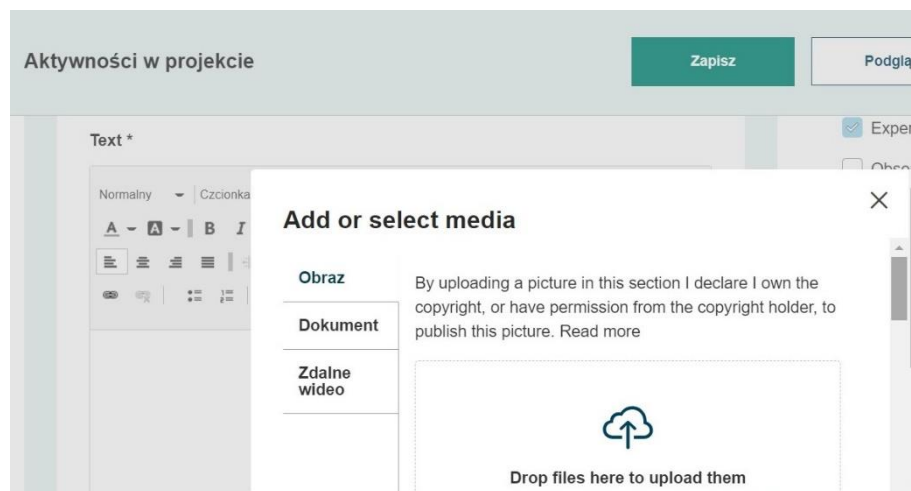 Aktywności w projekcie
Zapisz
Text *
Normalny
Czcionka
A A B I
Add or select media
Obraz
Dokument
Zdalne
wideo
By uploading a picture in this section I declare I own the
copyright, or have permission from the copyright holder, to
publish this picture. Read more
Drop files here to upload them